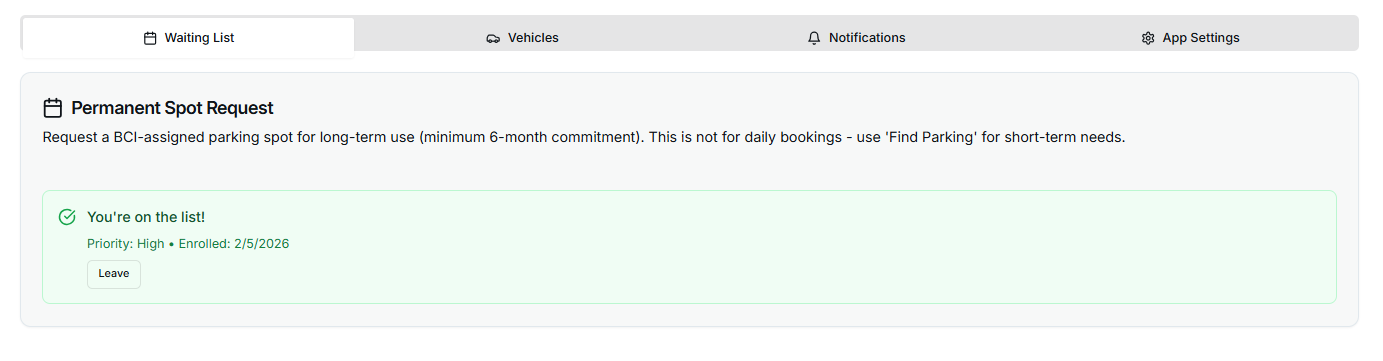 Waiting List
Vehicles
Notifications
App Settings
Permanent Spot Request
Request a BCI-assigned parking spot for long-term use (minimum 6-month commitment). This is not for daily bookings - use 'Find Parking' for short-term needs.
You're on the list!
Priority: High • Enrolled: 2/5/2026
Leave